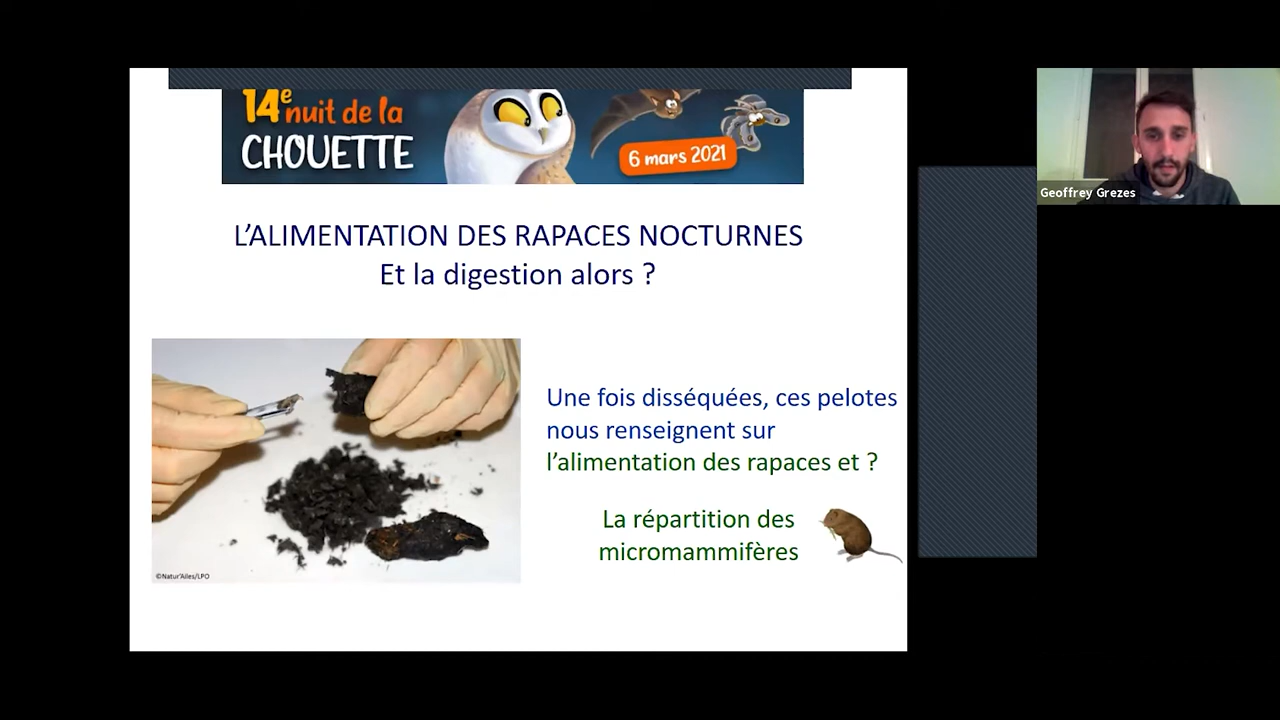 14e nuit de la
CHOUETTE
6 mars 2021
Geoffrey Grezes
L'ALIMENTATION DES RAPACES NOCTURNES
Et la digestion alors ?
Une fois disséquées, ces pelotes
nous renseignent sur
l'alimentation des rapaces et ?
La répartition des
micromammifères
©Natur'Ailes/LPO